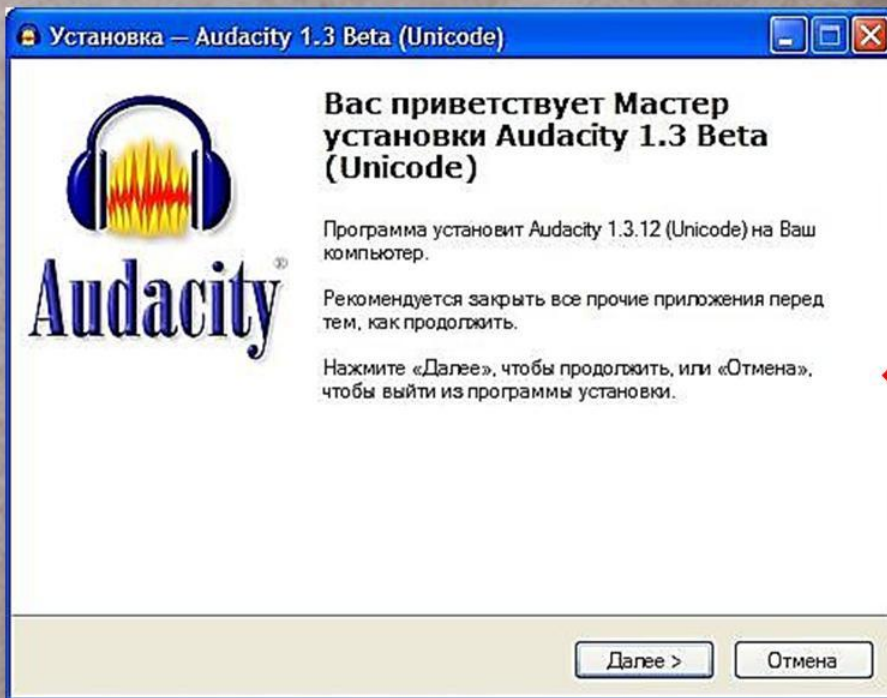 Установка — Audacity 1.3 Beta (Unicode)
Вас приветствует Мастер
установки Audacity 1.3 Beta
(Unicode)
Программа установит Audacity 1.3.12 (Unicode) на Ваш
компьютер.
Рекомендуется закрыть все прочие приложения перед
тем, как продолжить.
Нажмите «Далее», чтобы продолжить, или «Отмена»,
чтобы выйти из программы установки.
Audacity®
Далее >
Отмена